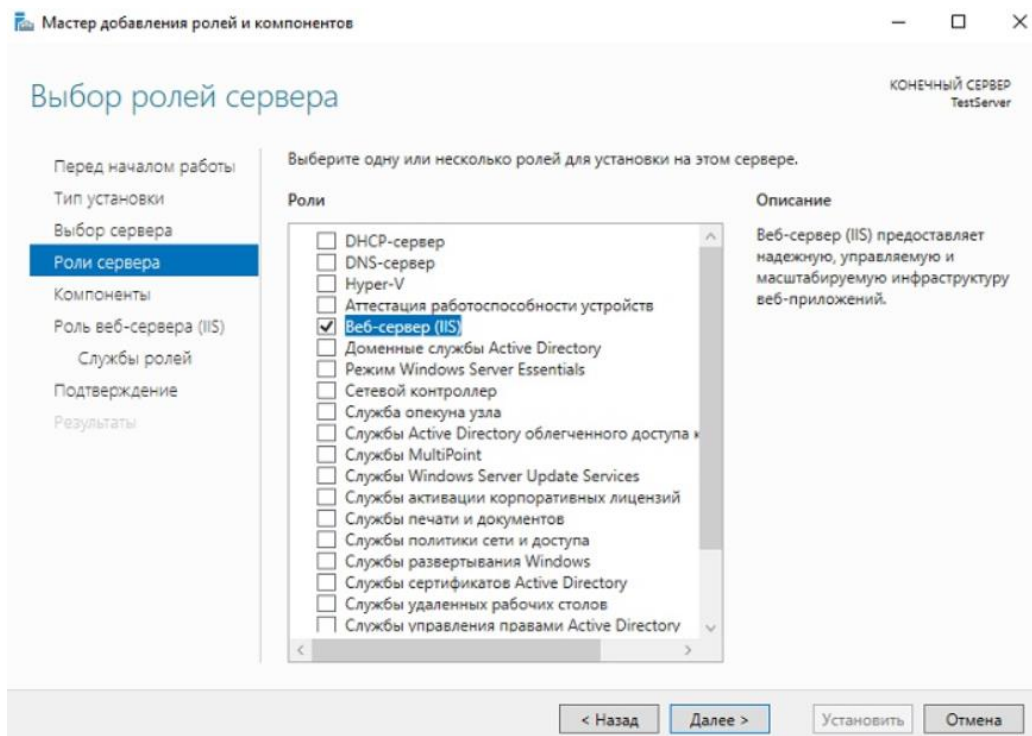 Мастер добавления ролей и компонентов
Выбор ролей сервера
КОНЕЧНЫЙ СЕРВЕР
TestServer
Перед началом работы
Тип установки
Выбор сервера
Роли сервера
Компоненты
Роль веб-сервера (IIS)
Службы ролей
Подтверждение
Результаты
Выберите одну или несколько ролей для установки на этом сервере.
Роли
DHCP-сервер
DNS-сервер
Hyper-V
Аттестация работоспособности устройств
Веб-сервер (IIS)
Доменные службы Active Directory
Режим Windows Server Essentials
Сетевой контроллер
Служба опекуна узла
Службы Active Directory облегченного доступа
Службы MultiPoint
Службы Windows Server Update Services
Службы активации корпоративных лицензий
Службы печати и документов
Службы политики сети и доступа
Службы развертывания Windows
Службы сертификатов Active Directory
Службы удаленных рабочих столов
Службы управления правами Active Directory
Описание
Веб-сервер (IIS) предоставляет
надежную, управляемую и
масштабируемую инфраструктуру
веб-приложений.
< Назад
Далее >
Установить
Отмена